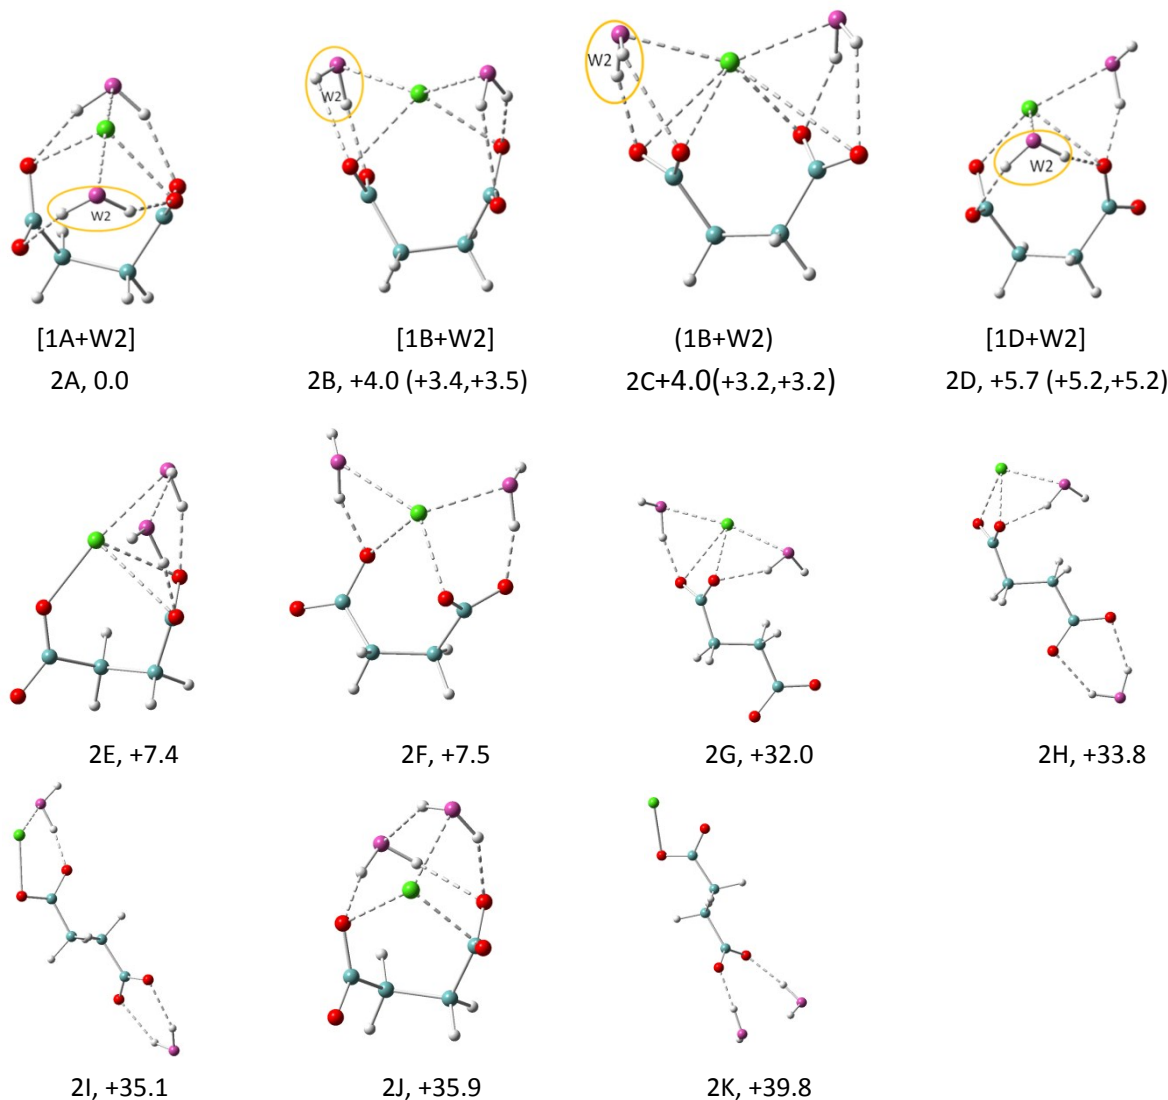 W2
W2
W2
W2
[1A+W2]
[1B+W2]
(1B+W2)
[1D+W2]
2A, 0.0
2B, +4.0 (+3.4,+3.5)
2C+4.0(+3.2,+3.2)
2D, +5.7 (+5.2,+5.2)
2E, +7.4
2F, +7.5
2G, +32.0
2H, +33.8
2I, +35.1
2J, +35.9
2K, +39.8